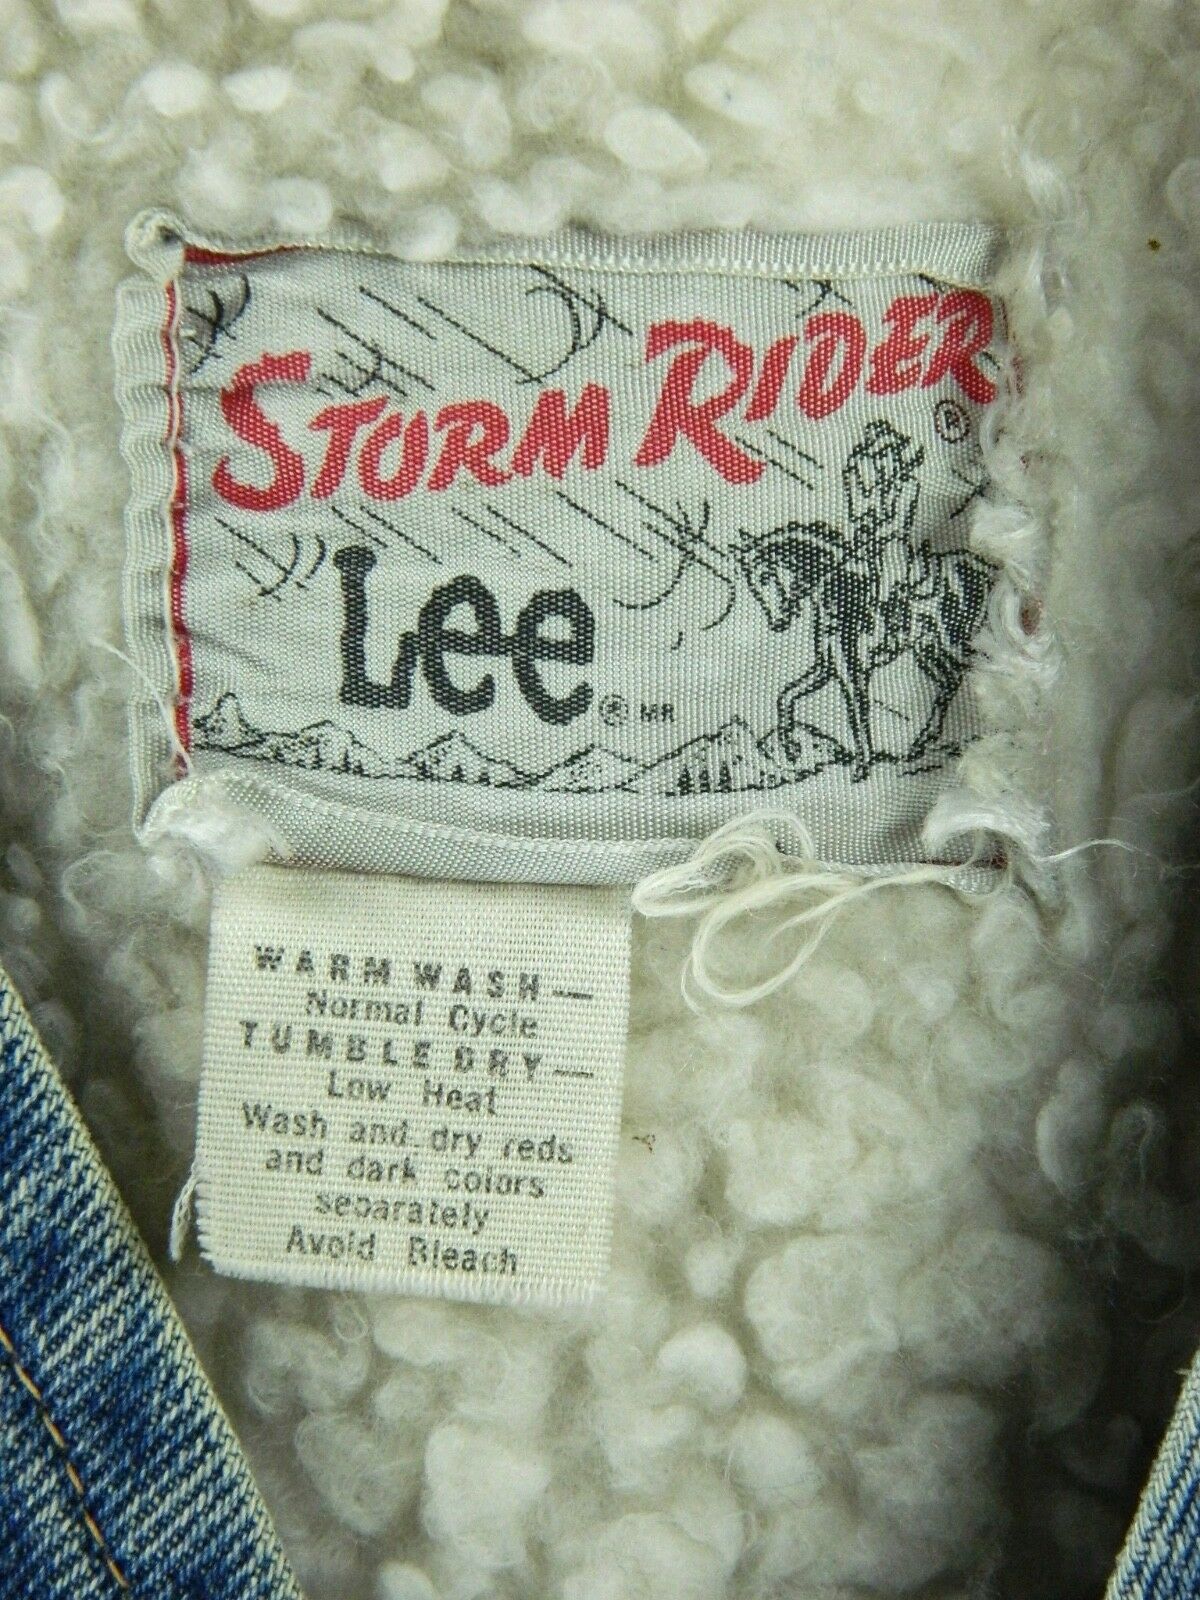 STORM RIDER ®
Lee ® MR
WARM WASH—
Normal Cycle
TUMBLE DRY—
Low Heat
Wash and dry reds
and dark colors
separately
Avoid Bleach